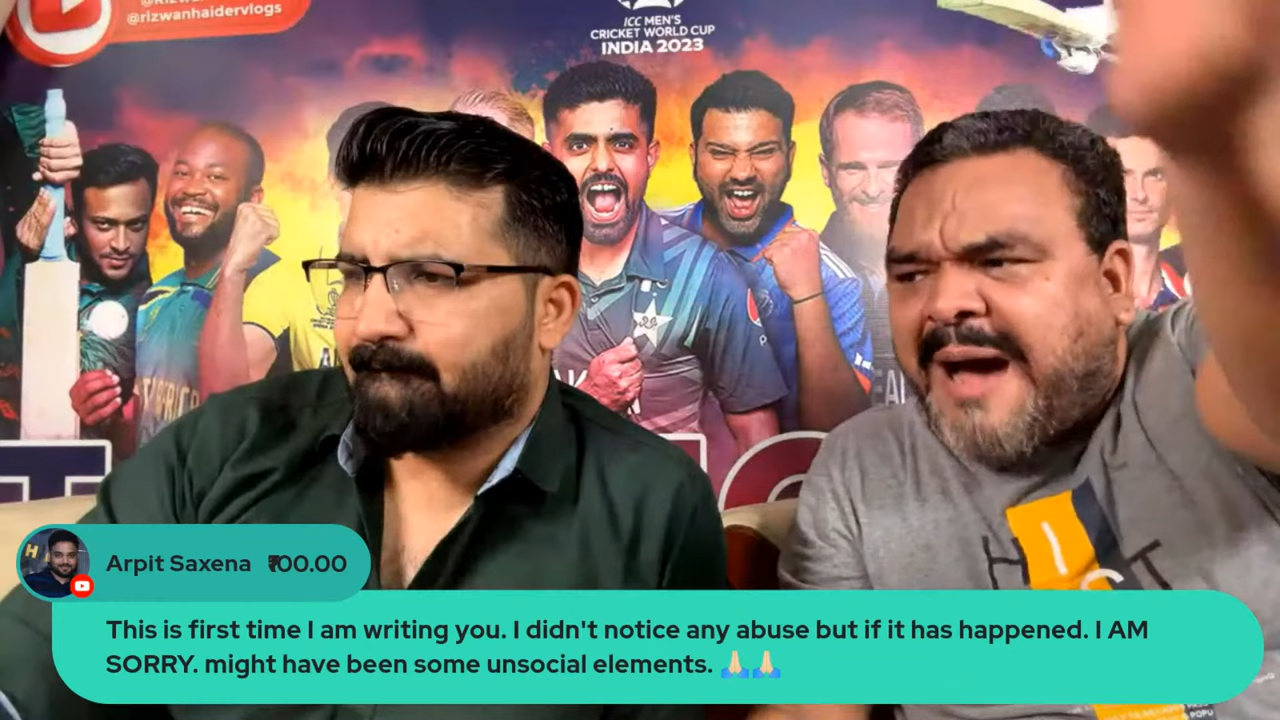 @rizwanhaidervlogs
ICC MEN'S
CRICKET WORLD CUP
INDIA 2023
Arpit Saxena ₹100.00
This is first time I am writing you. I didn't notice any abuse but if it has happened. I AM
SORRY. might have been some unsocial elements. 🙏🏻🙏🏻